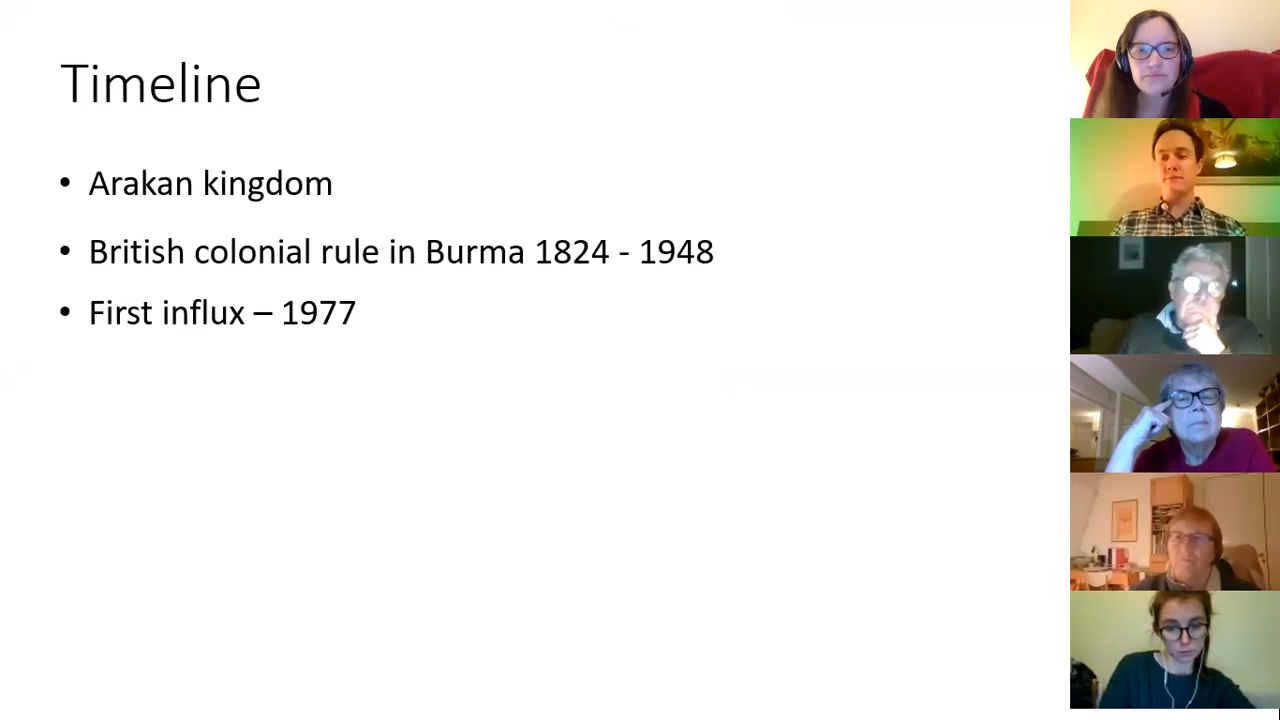 Timeline
• Arakan kingdom
• British colonial rule in Burma 1824 - 1948
• First influx – 1977